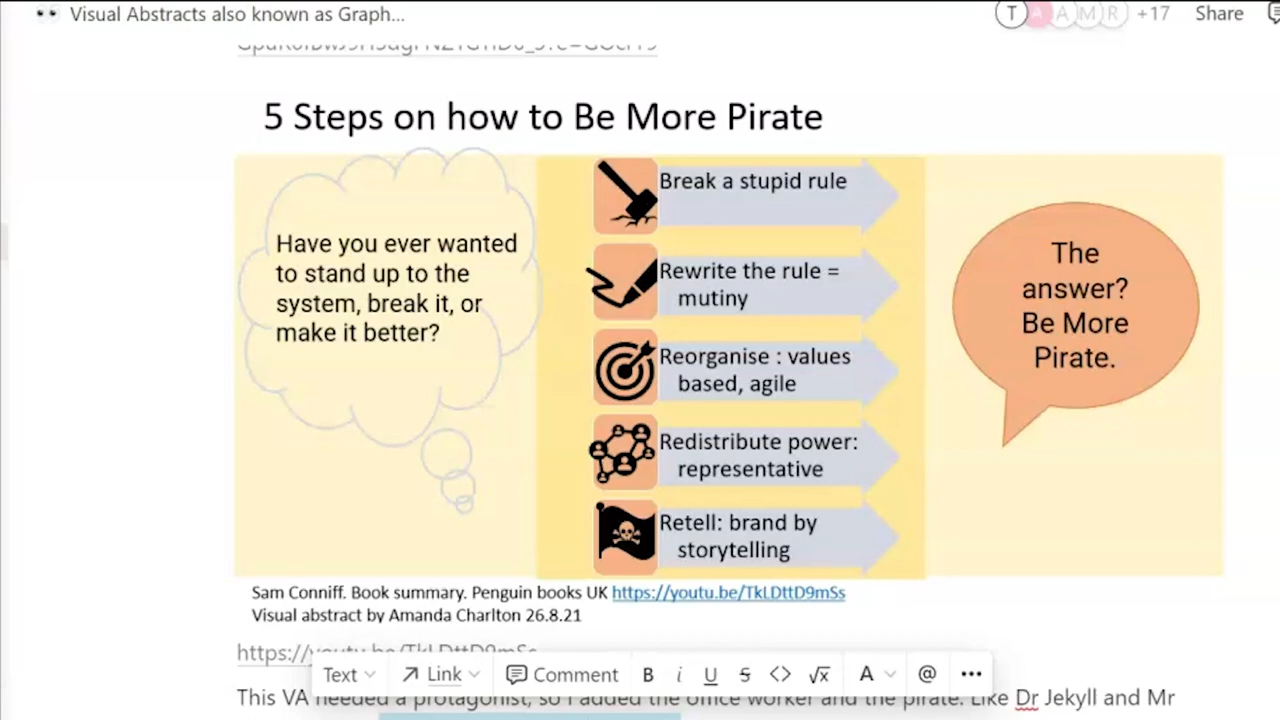 Visual Abstracts also known as Graph...
T A A M R +17 Share
5 Steps on how to Be More Pirate
Have you ever wanted
to stand up to the
system, break it, or
make it better?
Break a stupid rule
Rewrite the rule =
mutiny
Reorganise : values
based, agile
Redistribute power:
representative
Retell: brand by
storytelling
The
answer?
Be More
Pirate.
Sam Conniff. Book summary. Penguin books UK https://youtu.be/TkLDttD9mSs
Visual abstract by Amanda Charlton 26.8.21
https://youtu.be/TkLDttD9mSs
Text Link Comment B i U S <> √x A @ •••
This VA needed a protagonist, so I added the office worker and the pirate. Like Dr Jekyll and Mr